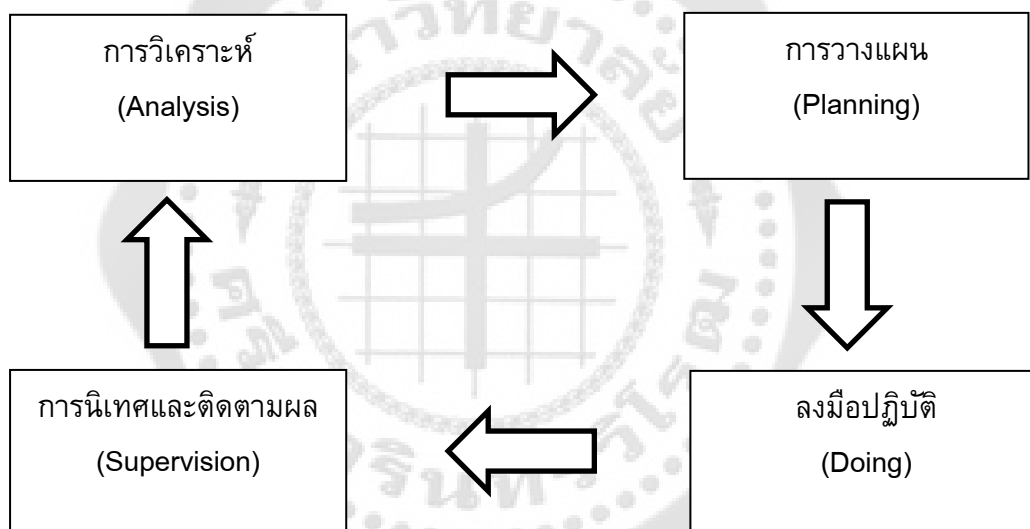 การวิเคราะห์
(Analysis)
การวางแผน
(Planning)
การนิเทศและติดตามผล
(Supervision)
ลงมือปฏิบัติ
(Doing)